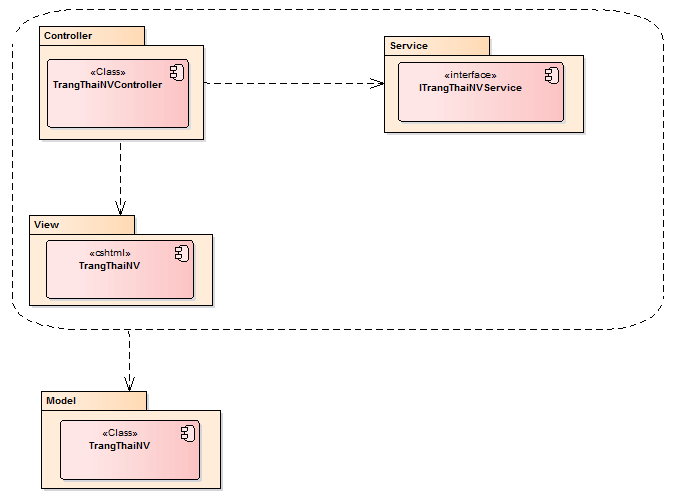 Controller
«Class»
TrangThaiNVController
Service
«interface»
ITrangThaiNVService
View
«cshtml»
TrangThaiNV
Model
«Class»
TrangThaiNV